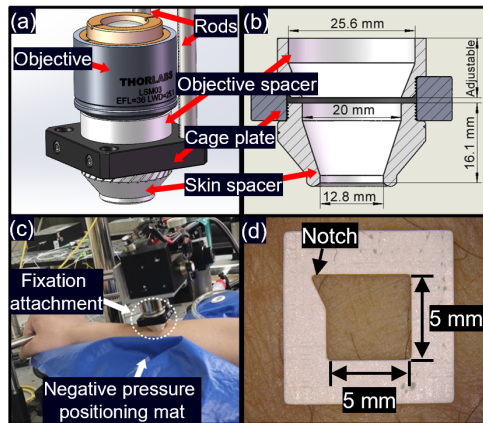 (a)
Rods
Objective
THORLABS
LSM03
EFL=36 LWD=25.1
Objective spacer
Cage plate
Skin spacer
(b)
25.6 mm
Adjustable
20 mm
16.1 mm
12.8 mm
(c)
Fixation
attachment
Negative pressure
positioning mat
(d)
Notch
5 mm
5 mm